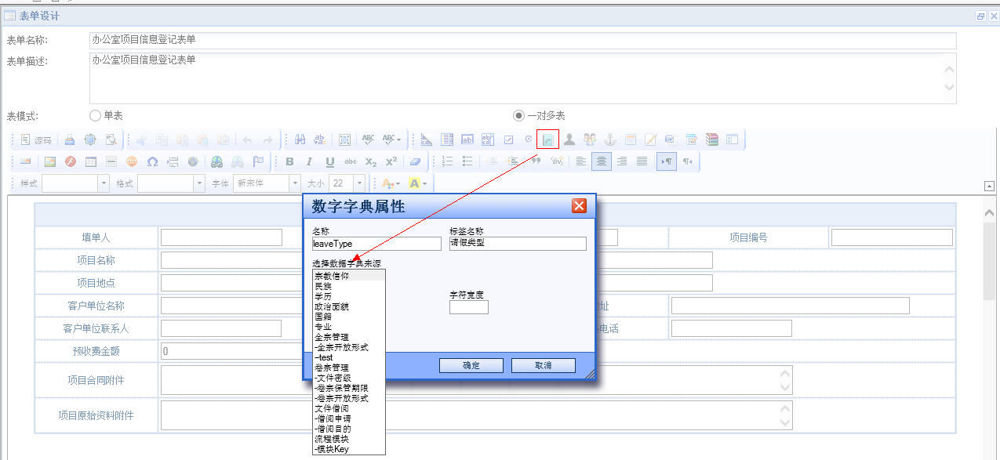 表单设计
表单名称: 办公室项目信息登记表单
表单描述: 办公室项目信息登记表单
表模式: 单表 一对多表
源码
样式 格式 字体 新宋体 大小 22
数字字典属性
名称 标签名称
leaveType 请假类型
选择数据字典来源
宗教信仰
民族
学历
政治面貌
国籍
专业
全宗管理
-全宗开放形式
--test
卷宗管理
-文件密级
-卷宗保管期限
-卷宗开放形式
文件借阅
-借阅申请
-借阅目的
流程模块
-模块Key
字符宽度
确定 取消
填单人 项目编号
项目名称
项目地点
客户单位名称 址
客户单位联系人 电话
预收费金额 0
项目合同附件
项目原始资料附件